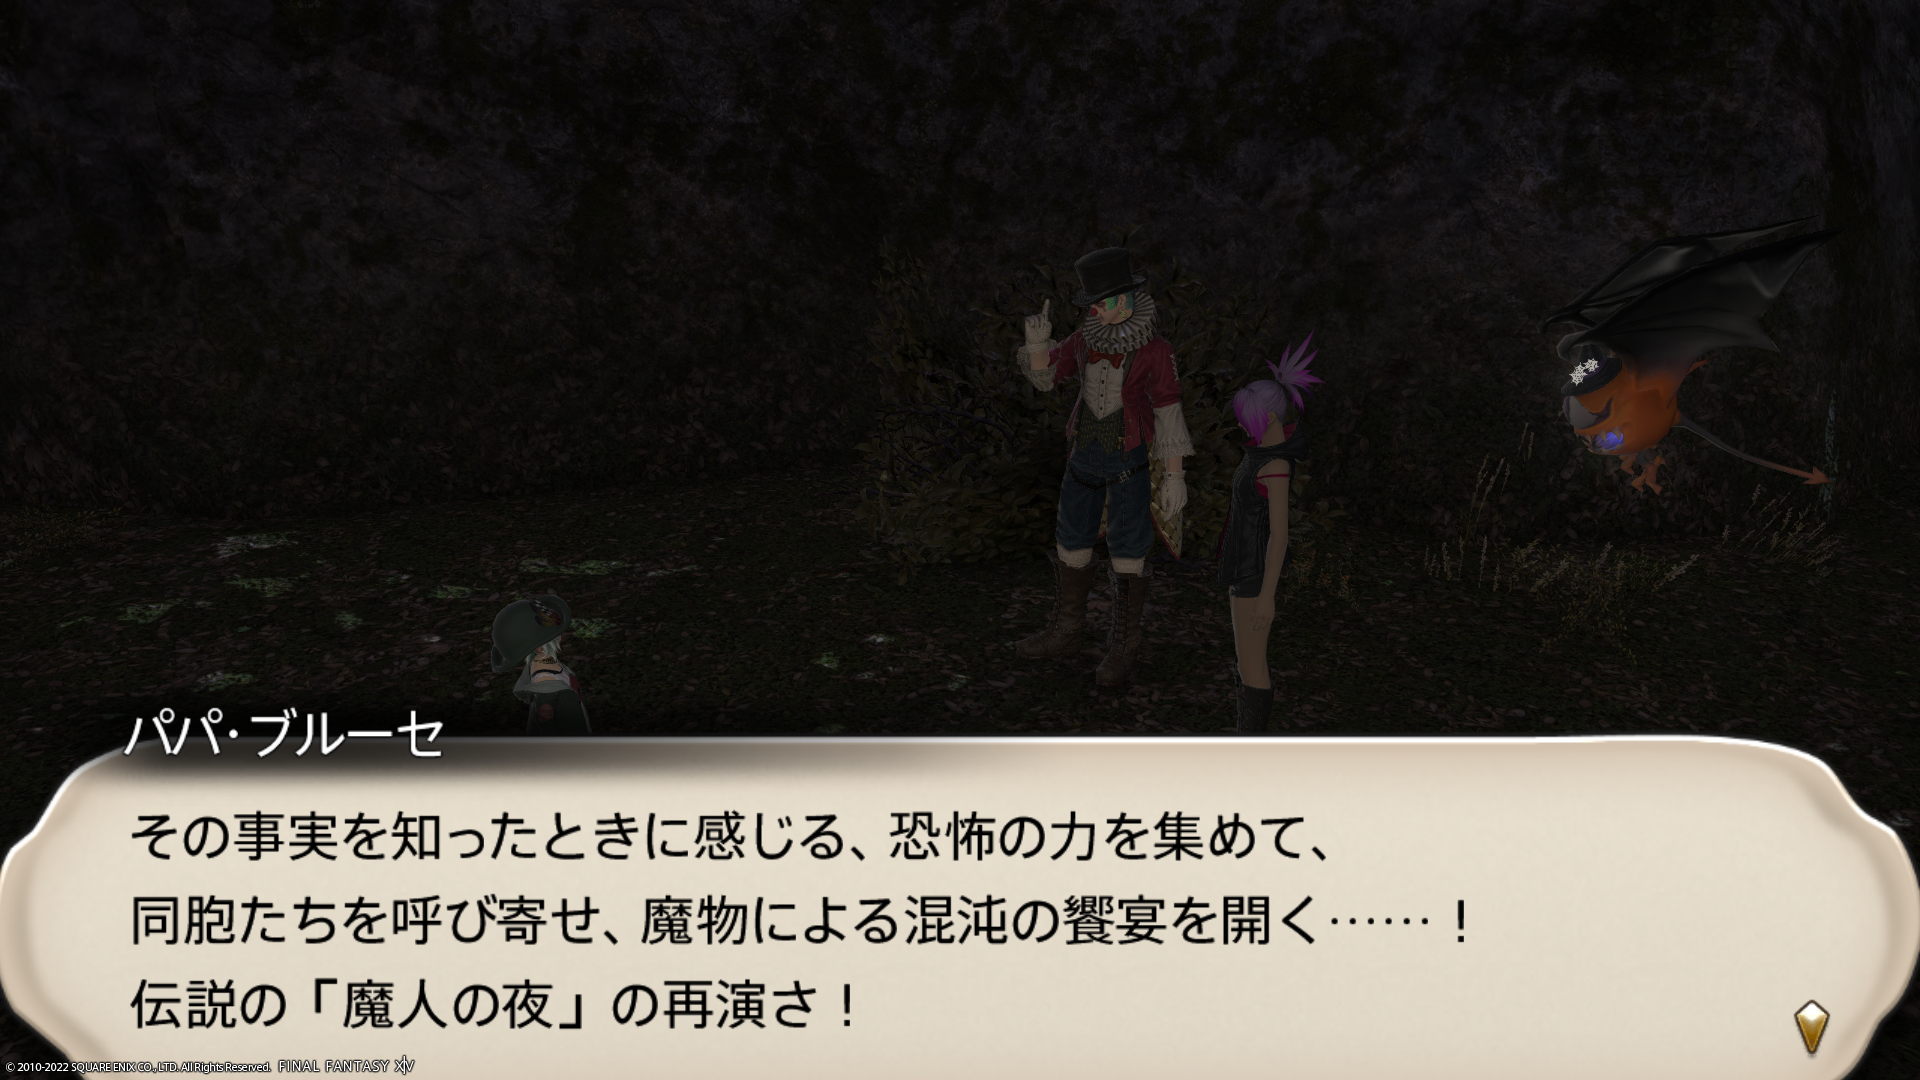 パパ・ブルーセ
その事実を知ったときに感じる、恐怖の力を集めて、
同胞たちを呼び寄せ、魔物による混沌の饗宴を開く……！
伝説の「魔人の夜」の再演さ！
© 2010-2022 SQUARE ENIX CO., LTD. All Rights Reserved. FINAL FANTASY XIV